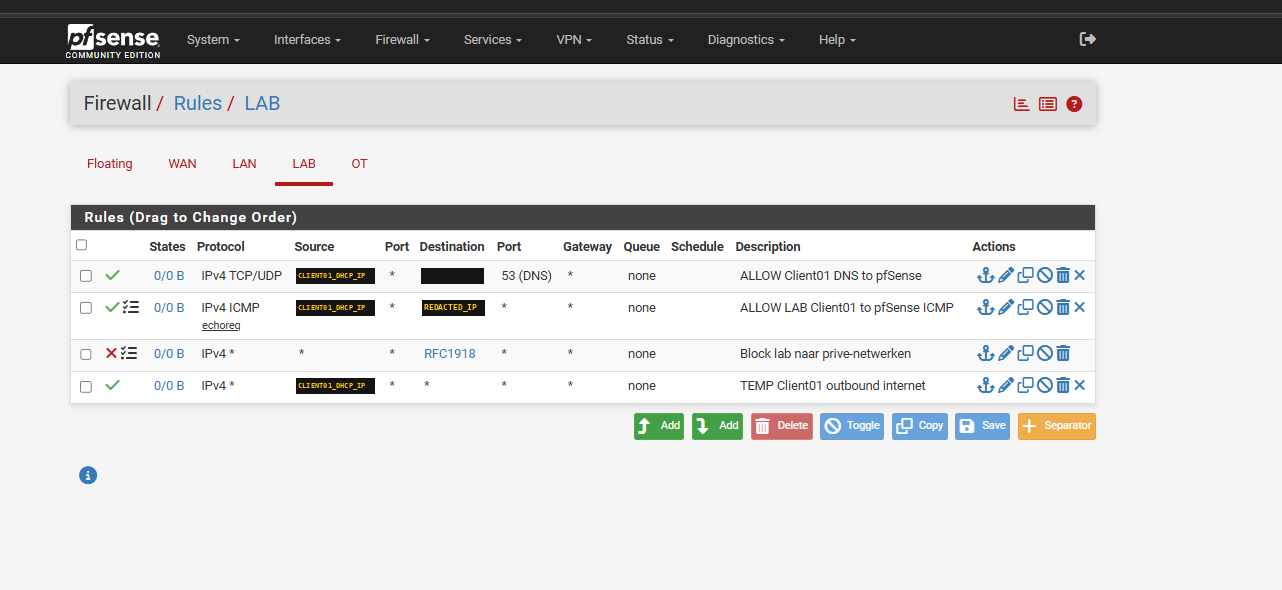 pfsense
COMMUNITY EDITION
System Interfaces Firewall Services VPN Status Diagnostics Help
Firewall / Rules / LAB
Floating WAN LAN LAB OT
Rules (Drag to Change Order)
States Protocol Source Port Destination Port Gateway Queue Schedule Description Actions
0/0 B IPv4 TCP/UDP CLIENT01_DHCP_IP * 53 (DNS) * none ALLOW Client01 DNS to pfSense
0/0 B IPv4 ICMP CLIENT01_DHCP_IP * REDACTED_IP * * none ALLOW LAB Client01 to pfSense ICMP
echoreq
0/0 B IPv4 * * * RFC1918 * * none Block lab naar prive-netwerken
0/0 B IPv4 * CLIENT01_DHCP_IP * * * * none TEMP Client01 outbound internet
Add Add Delete Toggle Copy Save Separator